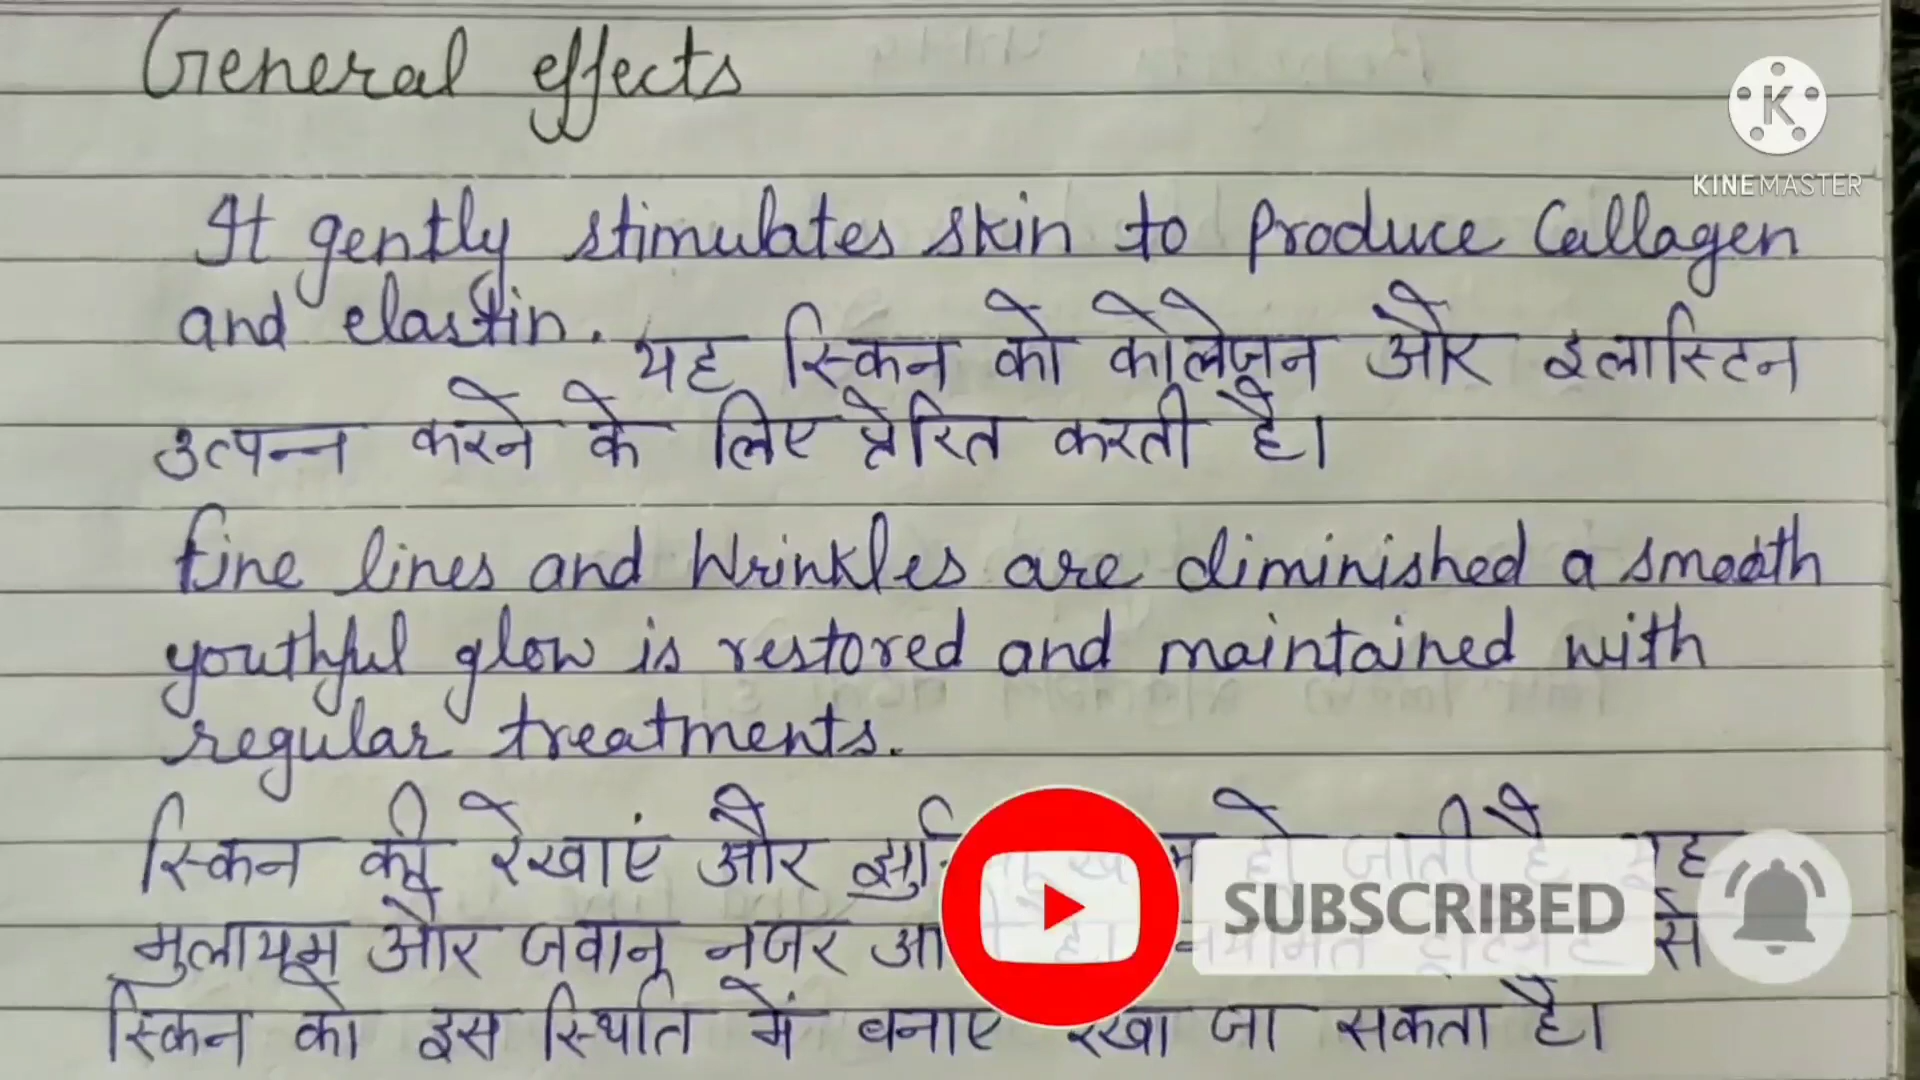 General effects
KINEMASTER
It gently stimulates skin to produce Collagen
and elastin. यह स्किन को कोलेजन और इलास्टिन
उत्पन्न करने के लिए प्रेरित करती है।
fine lines and Wrinkles are diminished a smooth
youthful glow is restored and maintained with
regular treatments.
स्किन की रेखाएं और हो जाती है यह
मुलायम और जवान नजर से
SUBSCRIBED
स्किन को इस स्थिति में बनाए रखा जा सकता है।